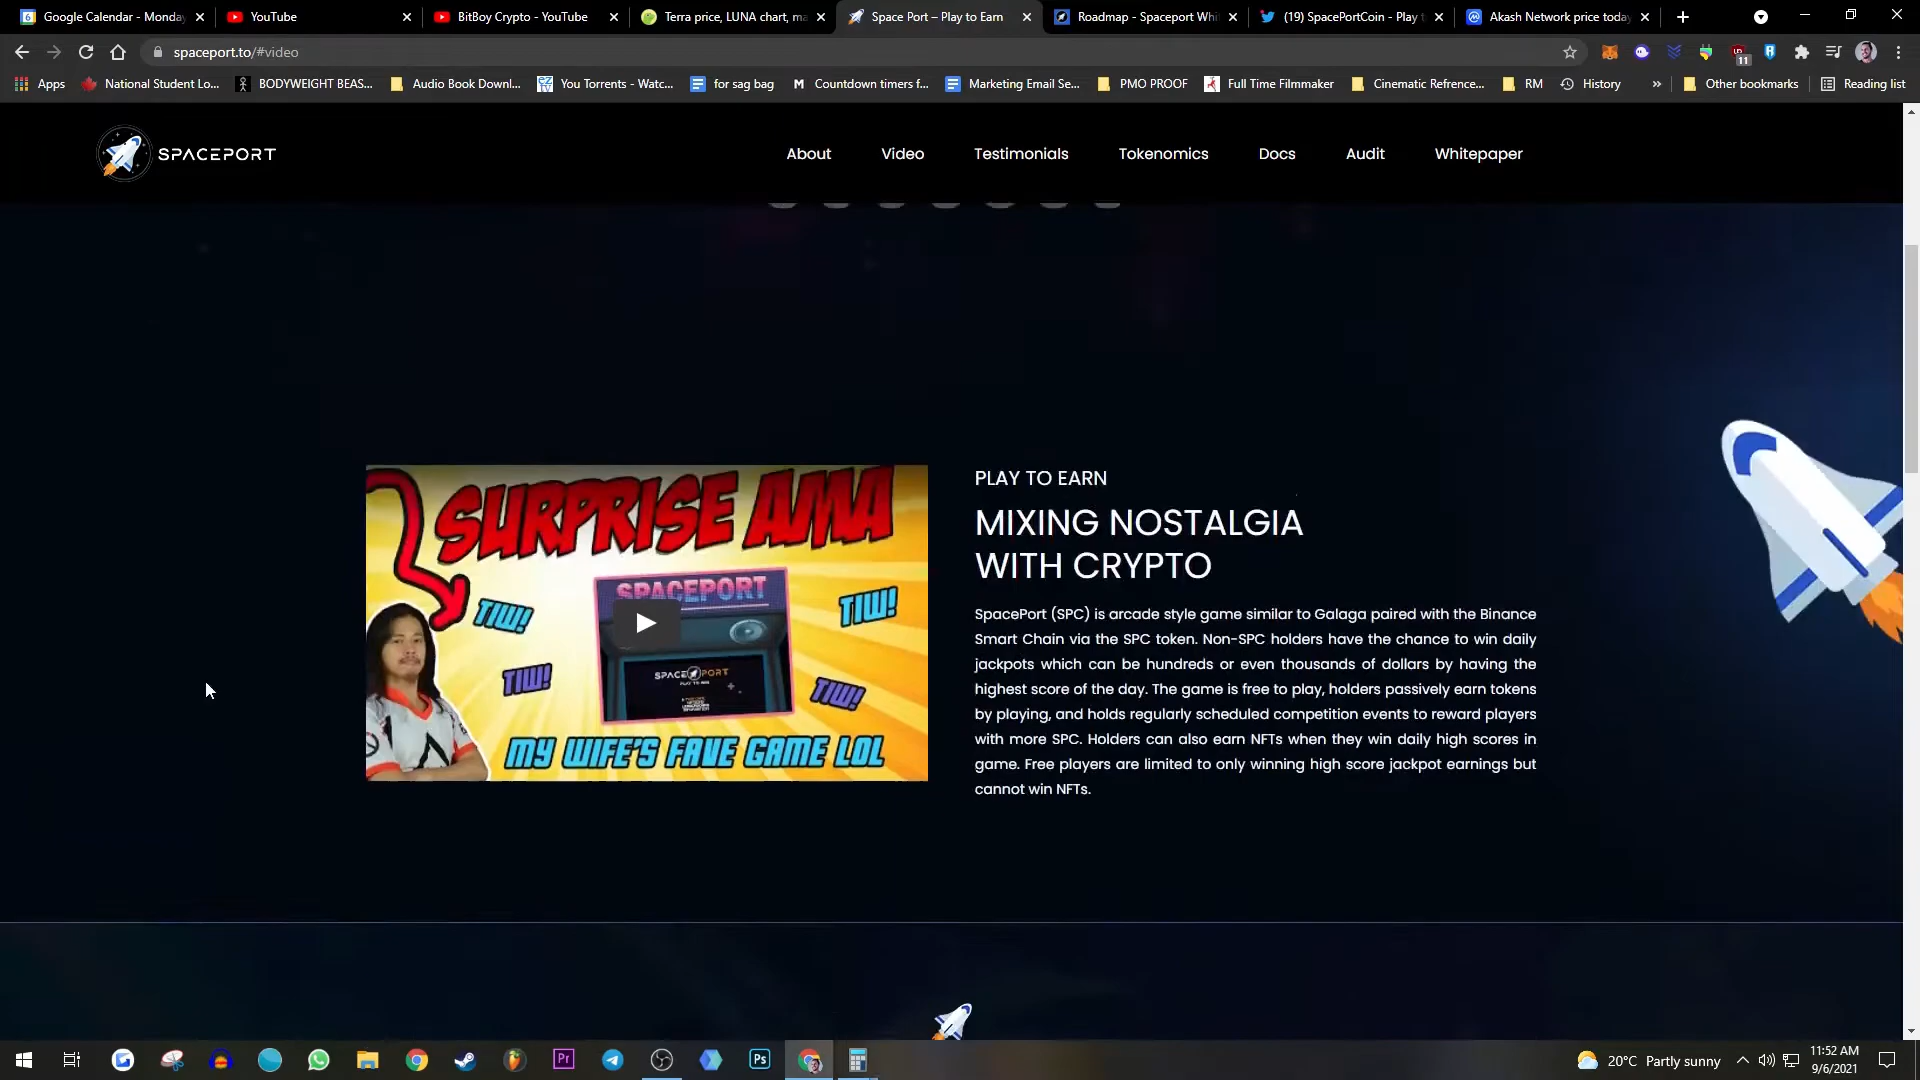 Google Calendar - Monday
YouTube
BitBoy Crypto - YouTube
Terra price, LUNA chart, ma
Space Port – Play to Earn
Roadmap - Spaceport Whi
(19) SpacePortCoin - Play t
Akash Network price today
spaceport.to/#video
11
Apps
National Student Lo...
BODYWEIGHT BEAS...
Audio Book Downl...
You Torrents - Watc...
for sag bag
Countdown timers f...
Marketing Email Se...
PMO PROOF
Full Time Filmmaker
Cinematic Refrence...
RM
History
Other bookmarks
Reading list
SPACEPORT
About
Video
Testimonials
Tokenomics
Docs
Audit
Whitepaper
SURPRISE AMA
SPACEPORT
TIW!
TIW!
TIW!
TIW!
SPACEPORT
MY WIFE'S FAVE GAME LOL
PLAY TO EARN
MIXING NOSTALGIA
WITH CRYPTO
SpacePort (SPC) is arcade style game similar to Galaga paired with the Binance
Smart Chain via the SPC token. Non-SPC holders have the chance to win daily
jackpots which can be hundreds or even thousands of dollars by having the
highest score of the day. The game is free to play, holders passively earn tokens
by playing, and holds regularly scheduled competition events to reward players
with more SPC. Holders can also earn NFTs when they win daily high scores in
game. Free players are limited to only winning high score jackpot earnings but
cannot win NFTs.
Pr
Ps
20°C Partly sunny
11:52 AM
9/6/2021